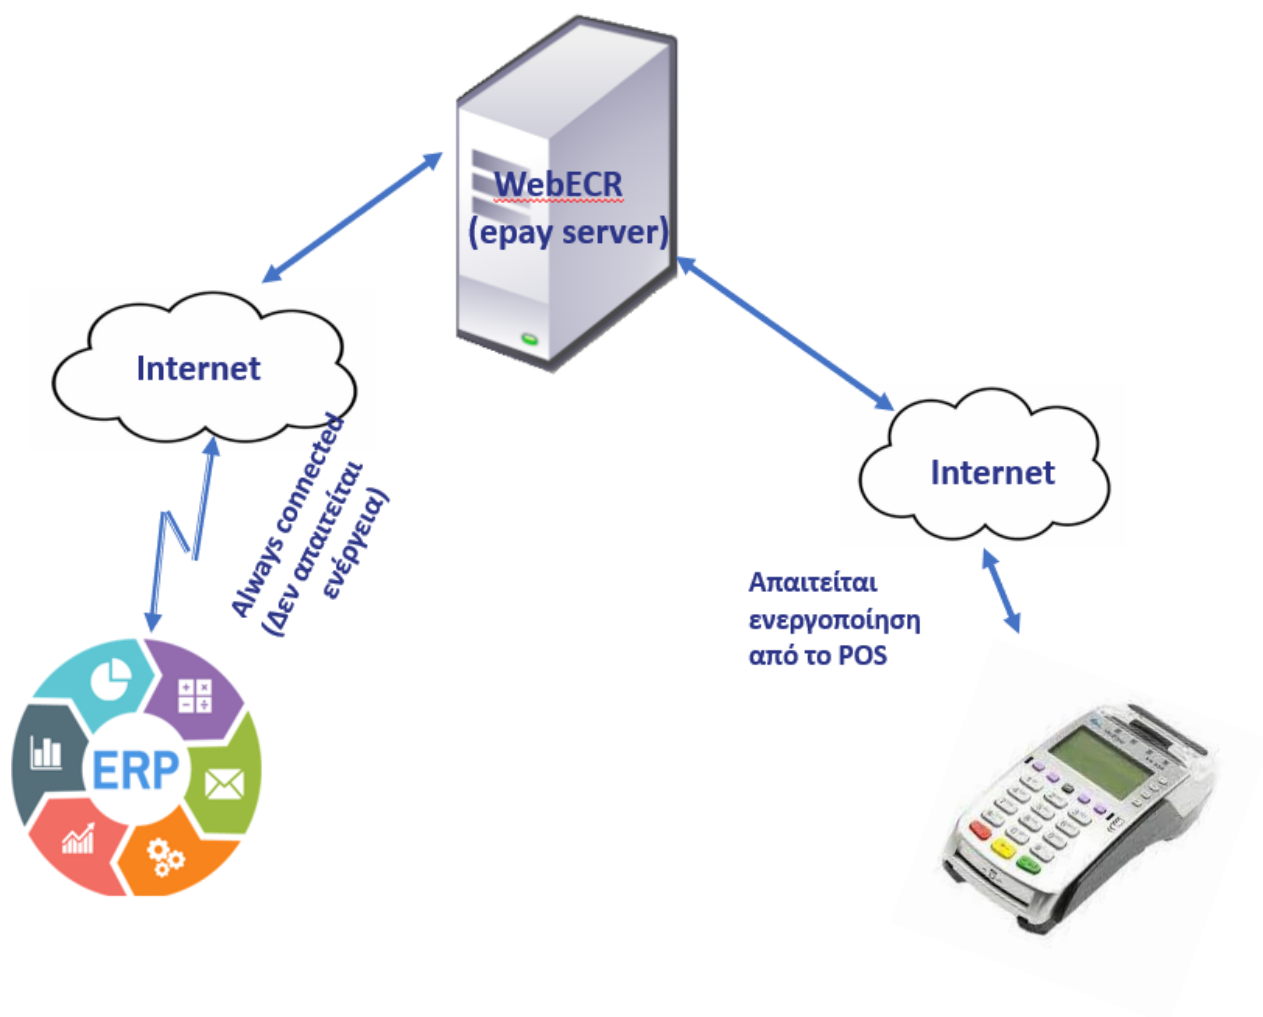 WebECR
(epay server)
Internet
Always connected
(Δεν απαιτείται
ενέργεια)
Internet
Απαιτείται
ενεργοποίηση
από το POS
ERP